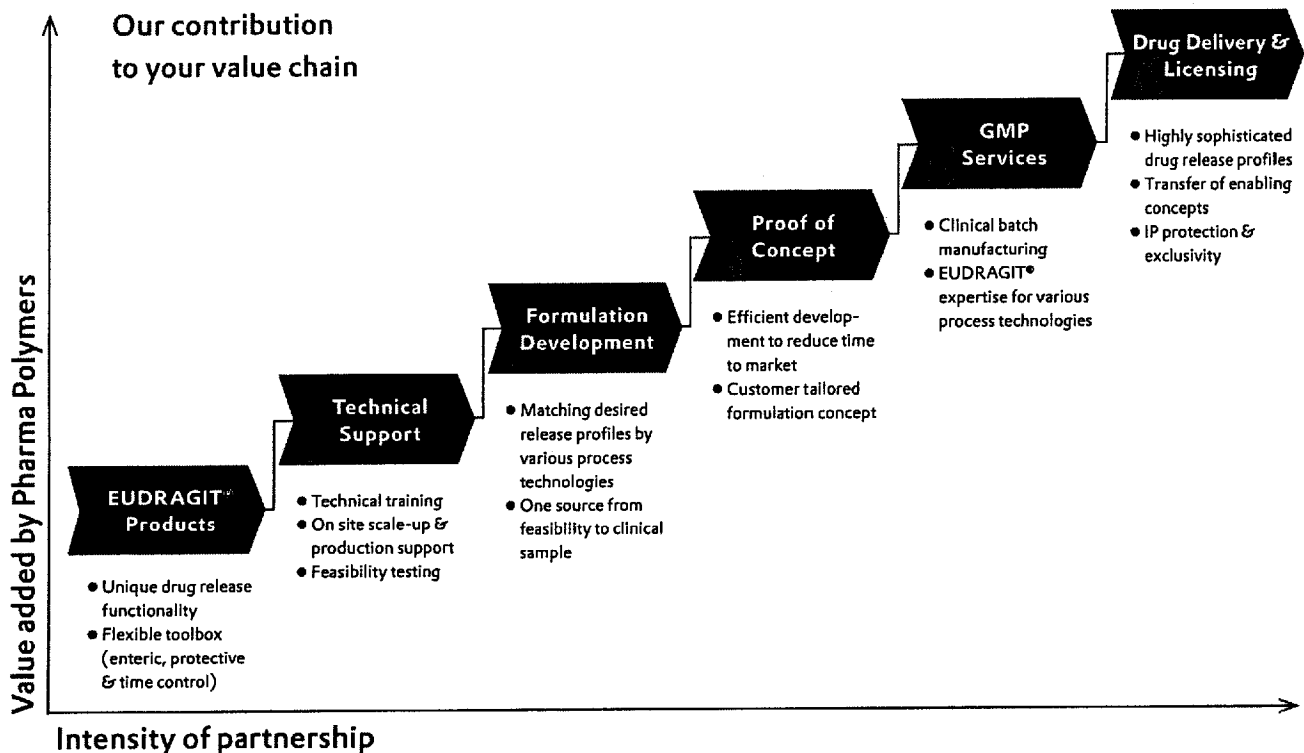 Our contribution
to your value chain
Value added by Pharma Polymers
Intensity of partnership
EUDRAGIT®
Products
● Unique drug release
functionality
● Flexible toolbox
(enteric, protective
& time control)
Technical
Support
● Technical training
● On site scale-up &
production support
● Feasibility testing
Formulation
Development
● Matching desired
release profiles by
various process
technologies
● One source from
feasibility to clinical
sample
Proof of
Concept
● Efficient develop-
ment to reduce time
to market
● Customer tailored
formulation concept
GMP
Services
● Clinical batch
manufacturing
● EUDRAGIT®
expertise for various
process technologies
Drug Delivery &
Licensing
● Highly sophisticated
drug release profiles
● Transfer of enabling
concepts
● IP protection &
exclusivity